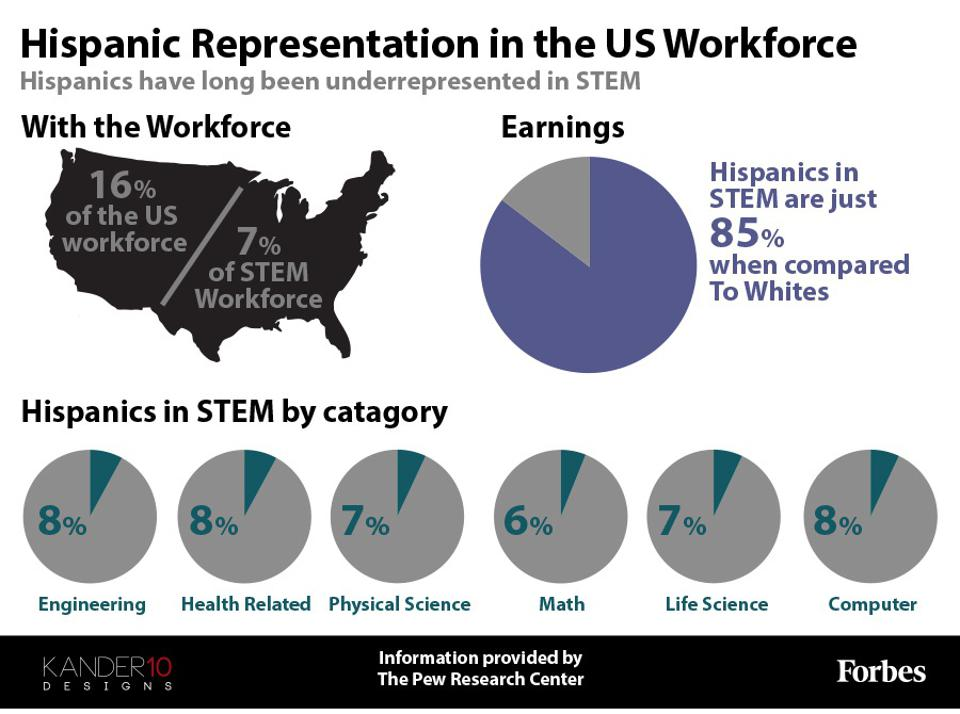 Hispanic Representation in the US Workforce
Hispanics have long been underrepresented in STEM
With the Workforce
16%
of the US
workforce
7%
of STEM
Workforce
Earnings
Hispanics in
STEM are just
85%
when compared
To Whites
Hispanics in STEM by catagory
8%
8%
7%
6%
7%
8%
Engineering
Health Related
Physical Science
Math
Life Science
Computer
KANDER10
DESIGNS
Information provided by
The Pew Research Center
Forbes